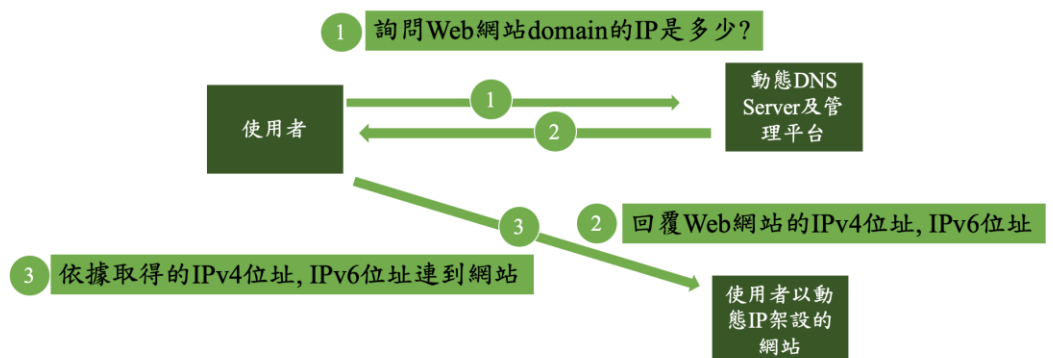 1 詢問Web網站domain的IP是多少?
使用者
1
2
動態DNS
Server及管
理平台
3
2 回覆Web網站的IPv4位址, IPv6位址
3 依據取得的IPv4位址, IPv6位址連到網站
使用者以動
態IP架設的
網站